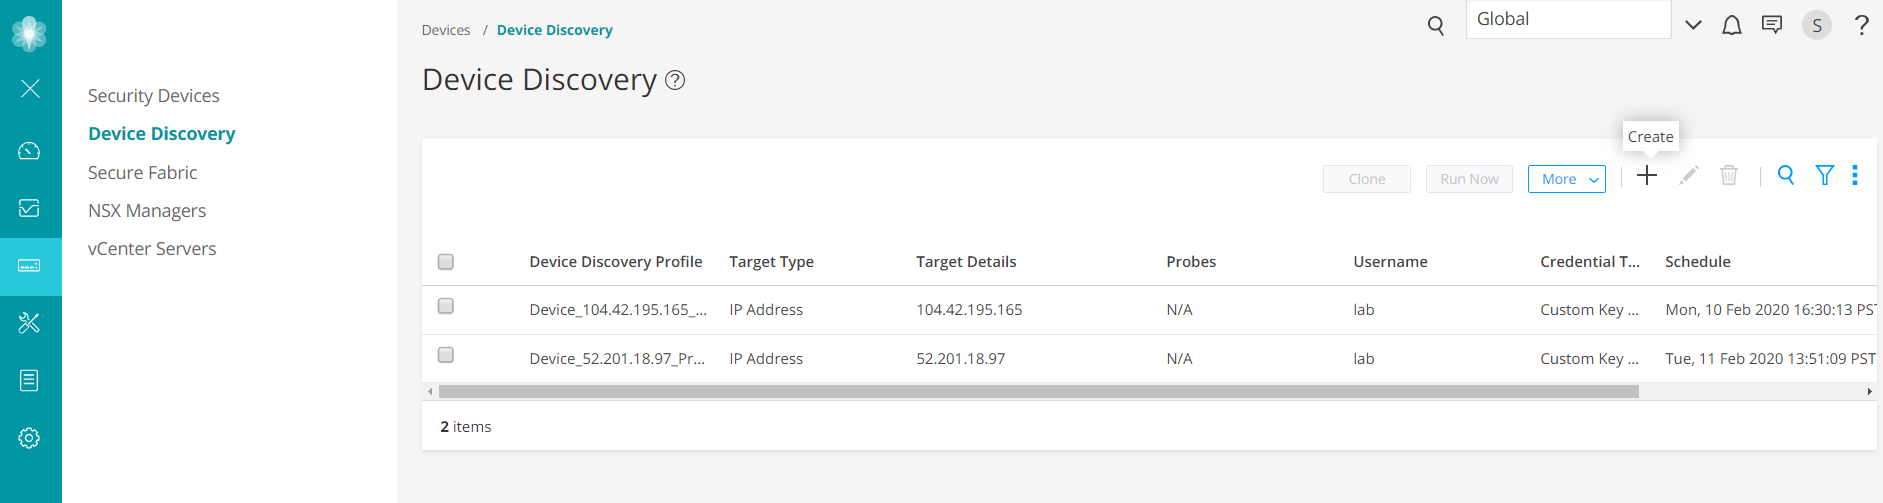 Devices / Device Discovery
Global
S
?
Device Discovery ?
Security Devices
Device Discovery
Secure Fabric
NSX Managers
vCenter Servers
Create
Clone Run Now More
Device Discovery Profile Target Type Target Details Probes Username Credential T... Schedule
Device_104.42.195.165_... IP Address 104.42.195.165 N/A lab Custom Key ... Mon, 10 Feb 2020 16:30:13 PST
Device_52.201.18.97_Pr... IP Address 52.201.18.97 N/A lab Custom Key ... Tue, 11 Feb 2020 13:51:09 PST
2 items